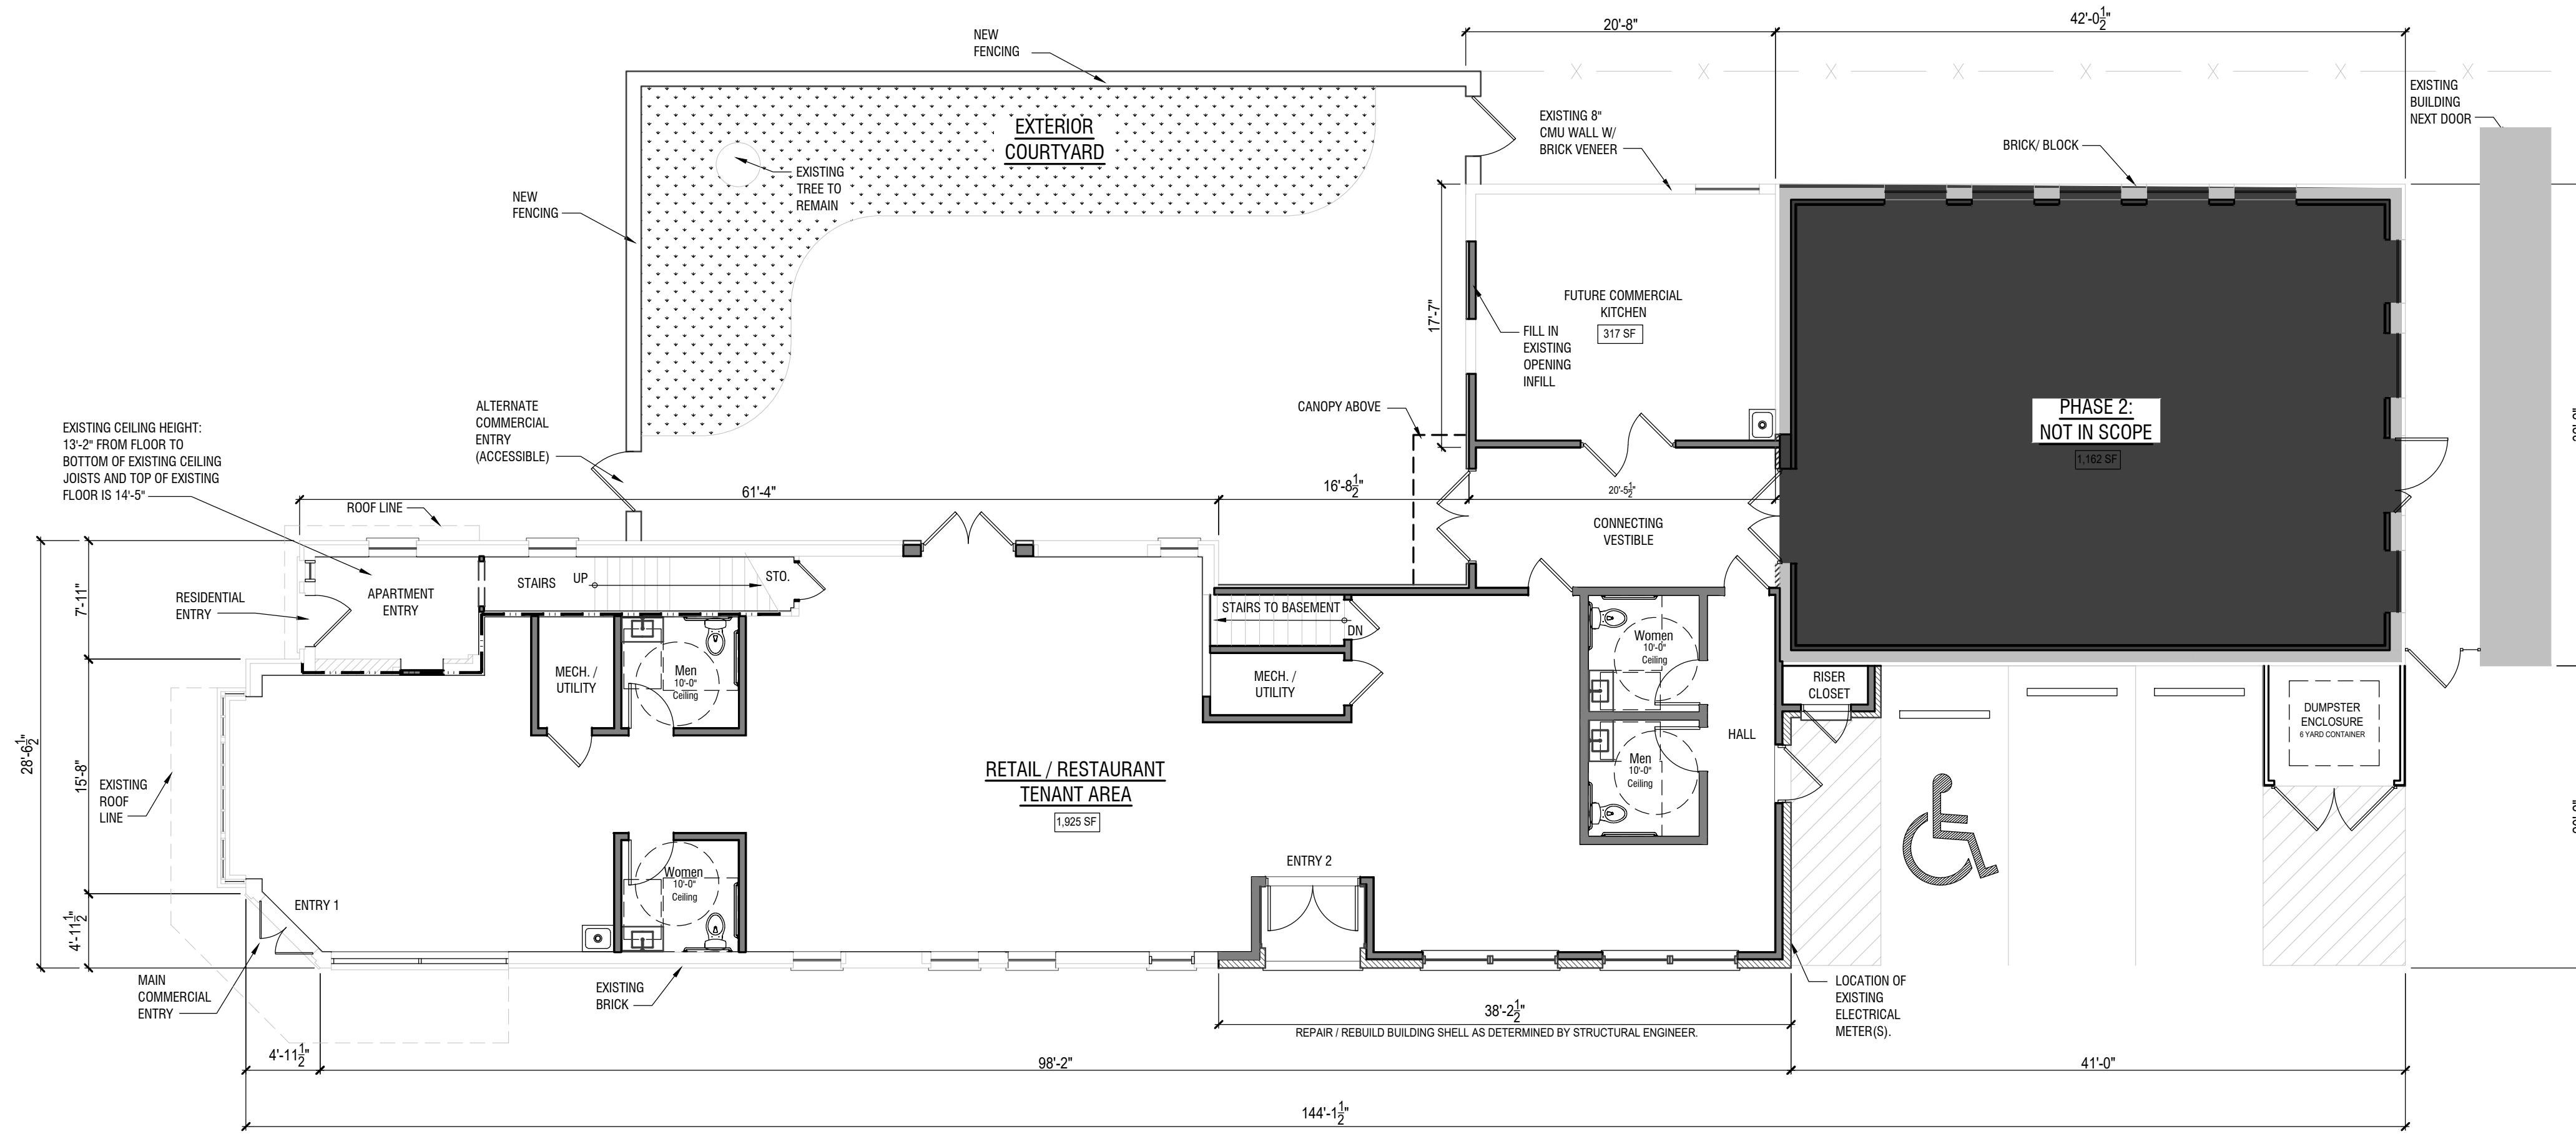 20'-8"
42'-0 1/2"
NEW
FENCING
EXISTING
BUILDING
NEXT DOOR
EXTERIOR
COURTYARD
EXISTING 8"
CMU WALL W/
BRICK VENEER
BRICK/ BLOCK
EXISTING
TREE TO
REMAIN
NEW
FENCING
17'-7"
FUTURE COMMERCIAL
KITCHEN
317 SF
FILL IN
EXISTING
OPENING
INFILL
CANOPY ABOVE
PHASE 2:
NOT IN SCOPE
1,162 SF
ALTERNATE
COMMERCIAL
ENTRY
(ACCESSIBLE)
EXISTING CEILING HEIGHT:
13'-2" FROM FLOOR TO
BOTTOM OF EXISTING CEILING
JOISTS AND TOP OF EXISTING
FLOOR IS 14'-5"
61'-4"
16'-8 1/2"
20'-5 1/2"
ROOF LINE
CONNECTING
VESTIBLE
STAIRS
UP
STO.
APARTMENT
ENTRY
RESIDENTIAL
ENTRY
7'-11"
STAIRS TO BASEMENT
DN
Women
10'-0"
Ceiling
MECH. /
UTILITY
Men
10'-0"
Ceiling
MECH. /
UTILITY
RISER
CLOSET
DUMPSTER
ENCLOSURE
6 YARD CONTAINER
28'-6 1/2"
15'-8"
EXISTING
ROOF
LINE
RETAIL / RESTAURANT
TENANT AREA
1,925 SF
HALL
Men
10'-0"
Ceiling
ENTRY 2
Women
10'-0"
Ceiling
ENTRY 1
4'-11 1/2"
MAIN
COMMERCIAL
ENTRY
EXISTING
BRICK
LOCATION OF
EXISTING
ELECTRICAL
METER(S).
38'-2 1/2"
REPAIR / REBUILD BUILDING SHELL AS DETERMINED BY STRUCTURAL ENGINEER.
4'-11 1/2"
98'-2"
41'-0"
144'-1 1/2"